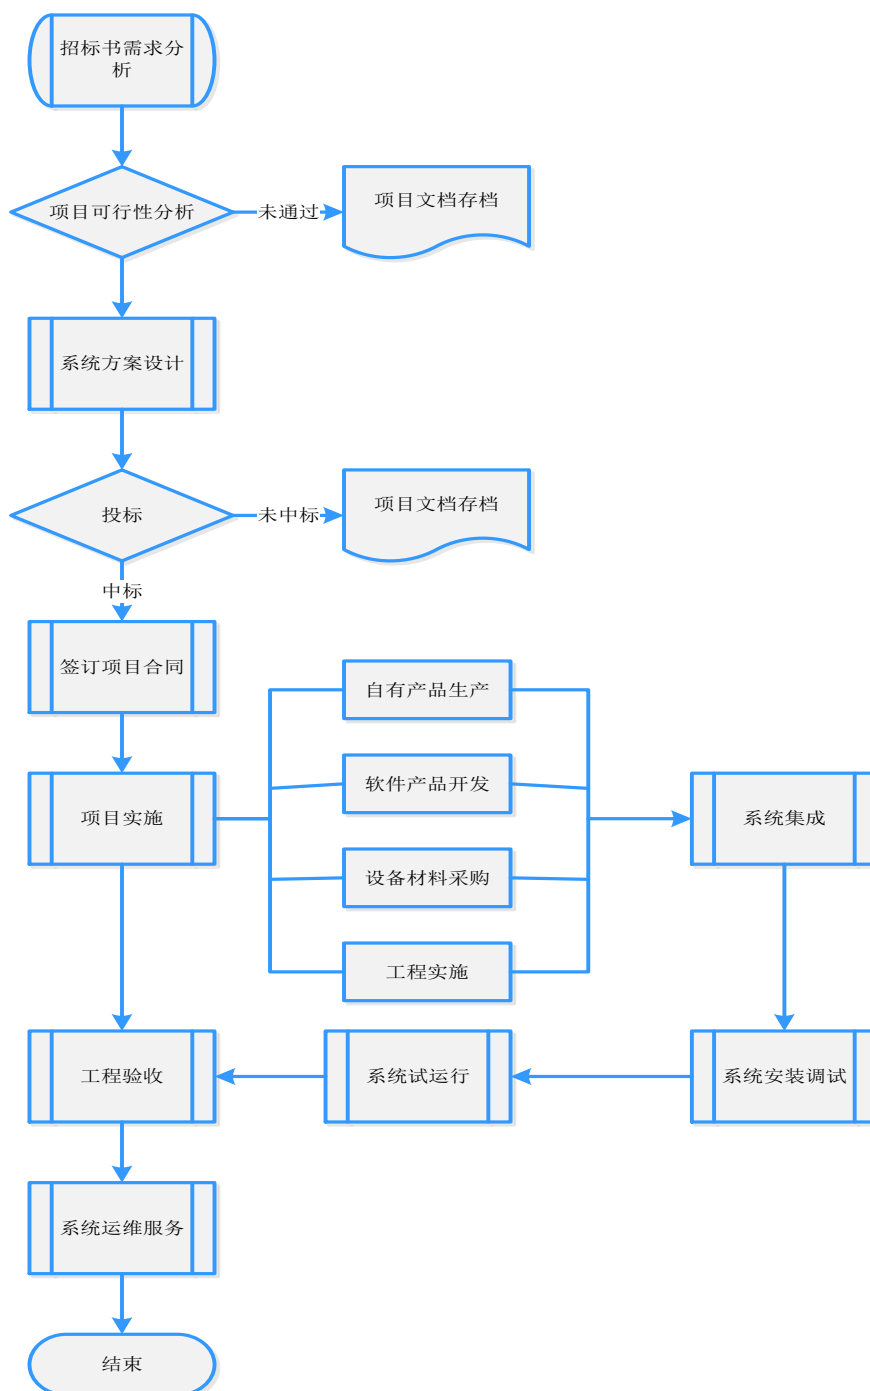 招标书需求分
析
项目可行性分析
未通过
项目文档存档
系统方案设计
投标
未中标
项目文档存档
中标
签订项目合同
自有产品生产
软件产品开发
项目实施
系统集成
设备材料采购
工程实施
工程验收
系统试运行
系统安装调试
系统运维服务
结束